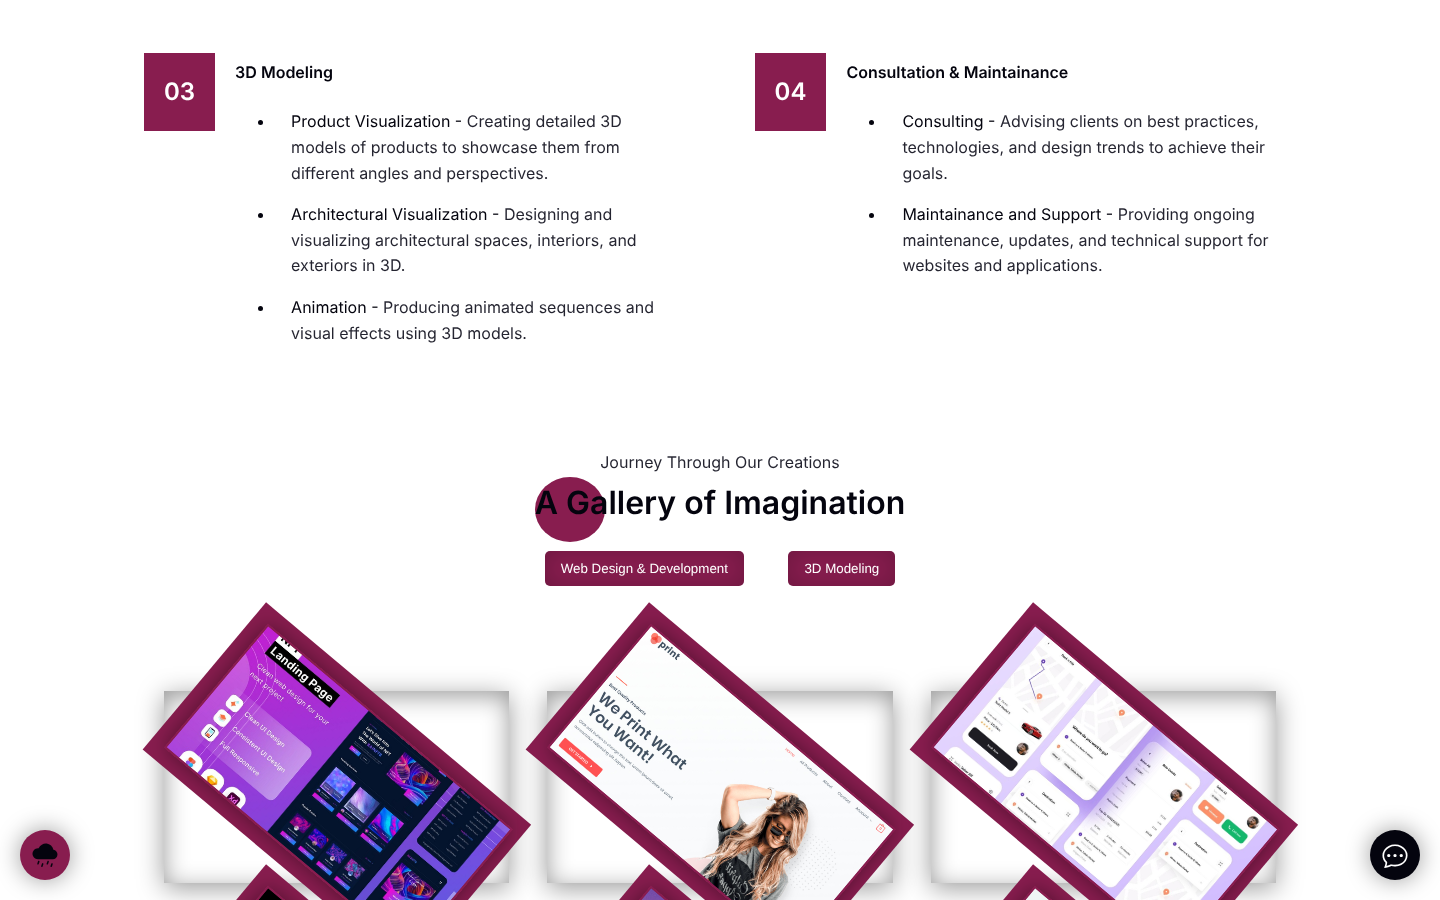 03
3D Modeling
Product Visualization - Creating detailed 3D
models of products to showcase them from
different angles and perspectives.
Architectural Visualization - Designing and
visualizing architectural spaces, interiors, and
exteriors in 3D.
Animation - Producing animated sequences and
visual effects using 3D models.
04
Consultation & Maintainance
Consulting - Advising clients on best practices,
technologies, and design trends to achieve their
goals.
Maintainance and Support - Providing ongoing
maintenance, updates, and technical support for
websites and applications.
Journey Through Our Creations
A Gallery of Imagination
Web Design & Development
3D Modeling
Landing Page
Clean web design for your
next project
Clean UI Design
Consistent UI Design
Full Responsive
print
Best Quality Products
We Print What
You Want!